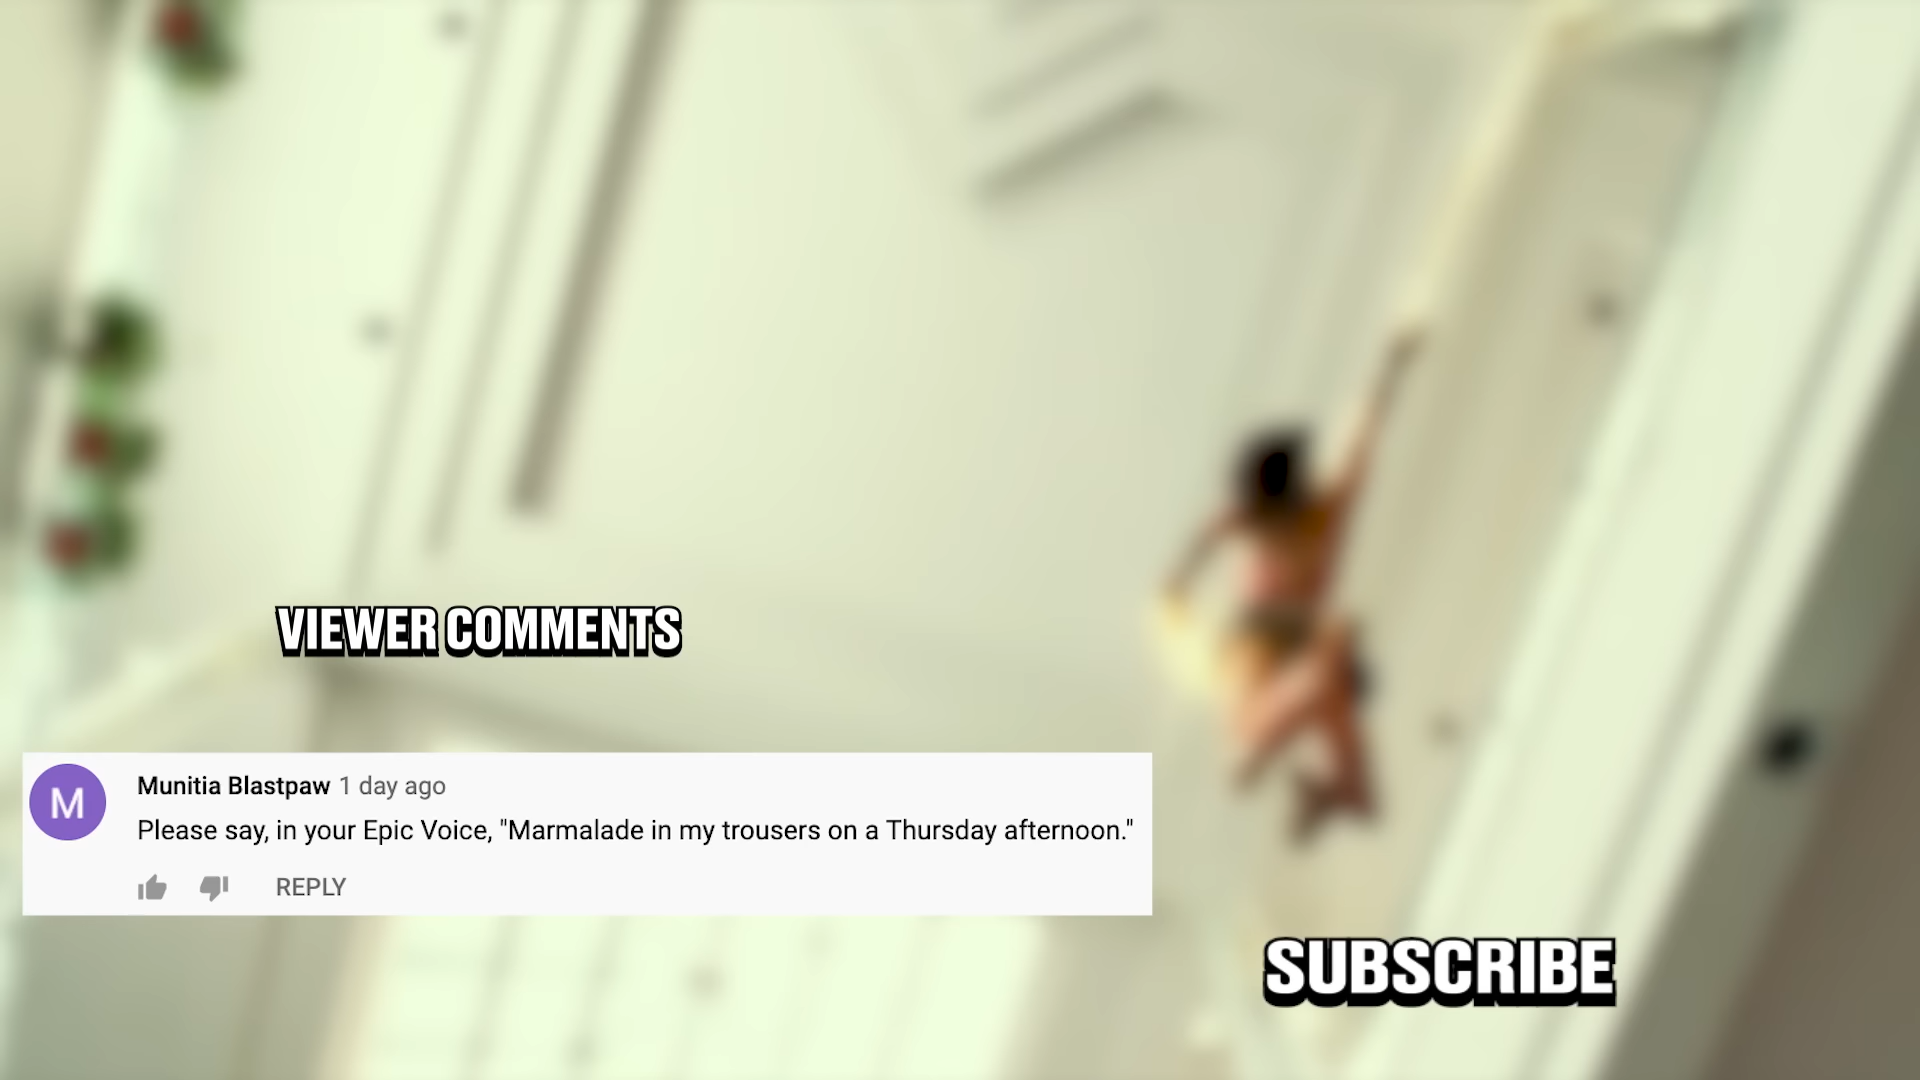 VIEWER COMMENTS
M
Munitia Blastpaw 1 day ago
Please say, in your Epic Voice, "Marmalade in my trousers on a Thursday afternoon."
REPLY
SUBSCRIBE